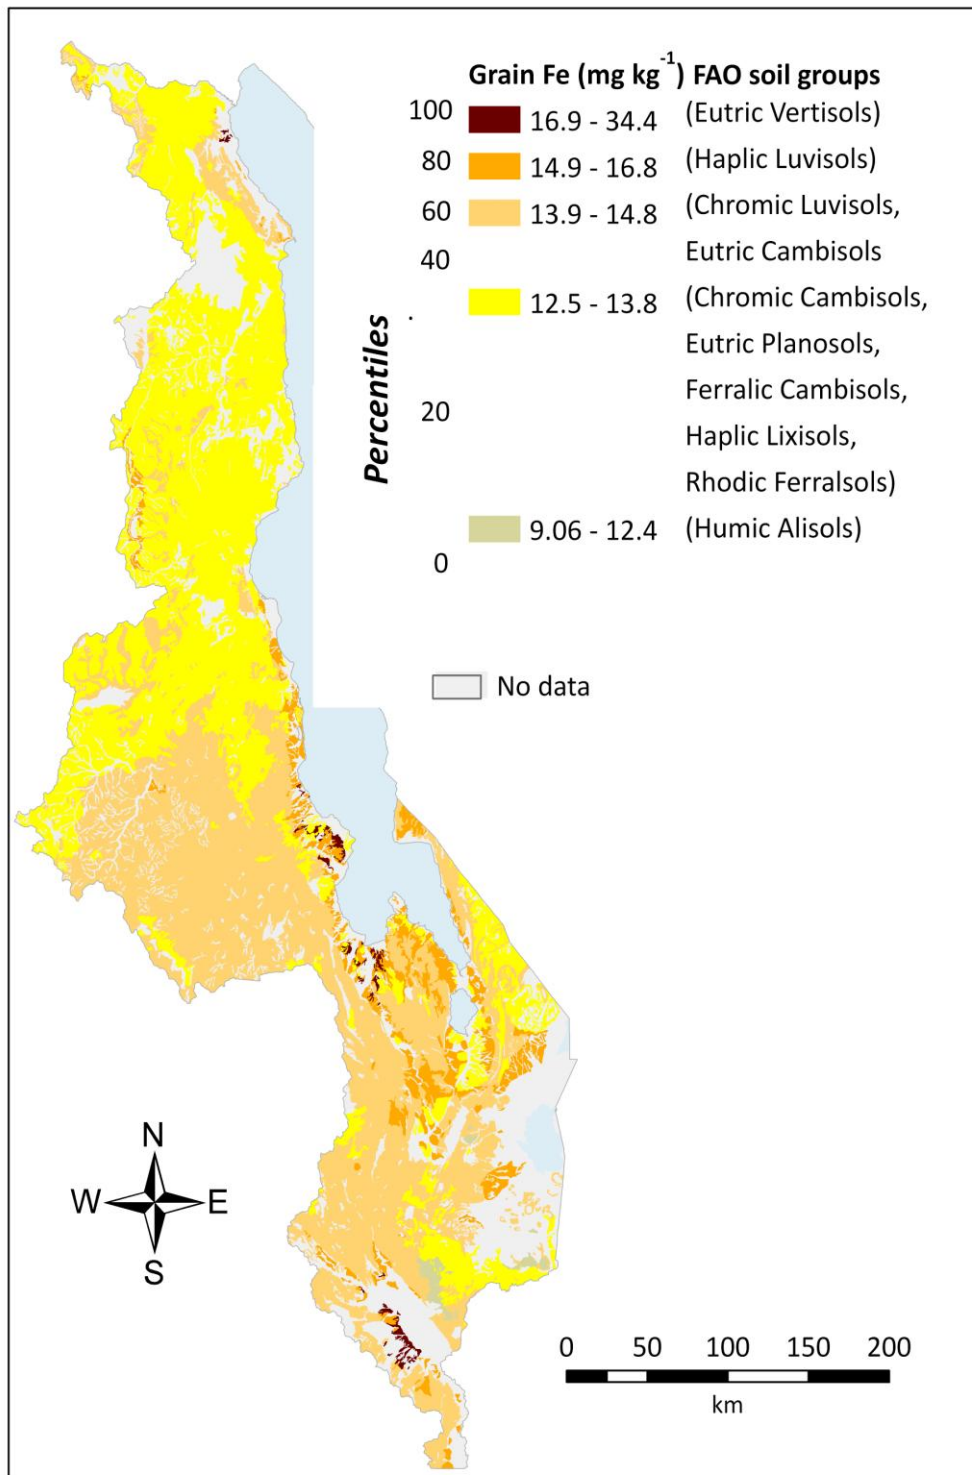 Grain Fe (mg kg⁻¹) FAO soil groups
100
16.9 - 34.4 (Eutric Vertisols)
80
14.9 - 16.8 (Haplic Luvisols)
60
13.9 - 14.8 (Chromic Luvisols,
Eutric Cambisols
40
12.5 - 13.8 (Chromic Cambisols,
Eutric Planosols,
Ferralic Cambisols,
20
Haplic Lixisols,
Rhodic Ferralsols)
9.06 - 12.4 (Humic Alisols)
0
Percentiles
No data
N
W E
S
0 50 100 150 200
km